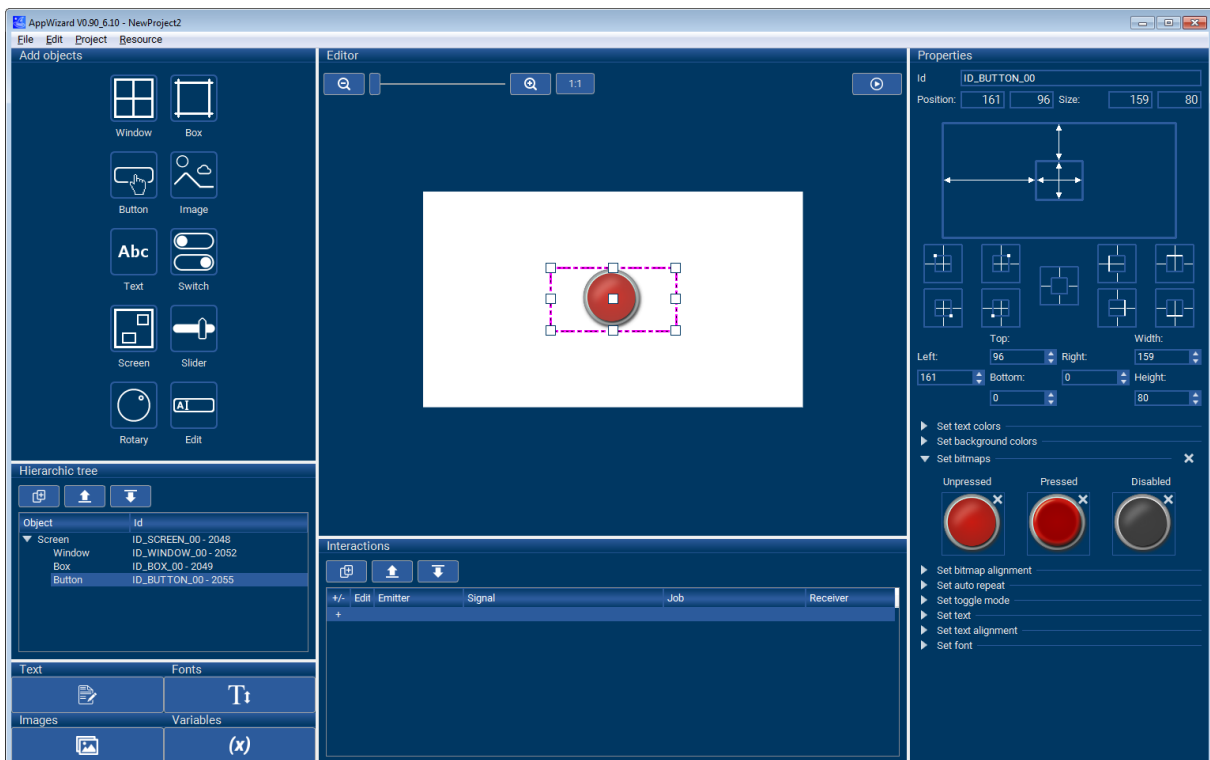 AppWizard V0.90_6.10 - NewProject2
File Edit Project Resource
Add objects
Window Box
Button Image
Abc
Text Switch
Screen Slider
AI
Rotary Edit
Hierarchic tree
Object Id
Screen ID_SCREEN_00 - 2048
Window ID_WINDOW_00 - 2052
Box ID_BOX_00 - 2049
Button ID_BUTTON_00 - 2055
Text Fonts
T
Images Variables
(x)
Editor
1:1
Interactions
+/- Edit Emitter Signal Job Receiver
+
Properties
Id ID_BUTTON_00
Position: 161 96 Size: 159 80
Top: Width:
Left: 96 Right: 159
161 Bottom: 0 Height:
0 80
Set text colors
Set background colors
Set bitmaps
Unpressed Pressed Disabled
Set bitmap alignment
Set auto repeat
Set toggle mode
Set text
Set text alignment
Set font